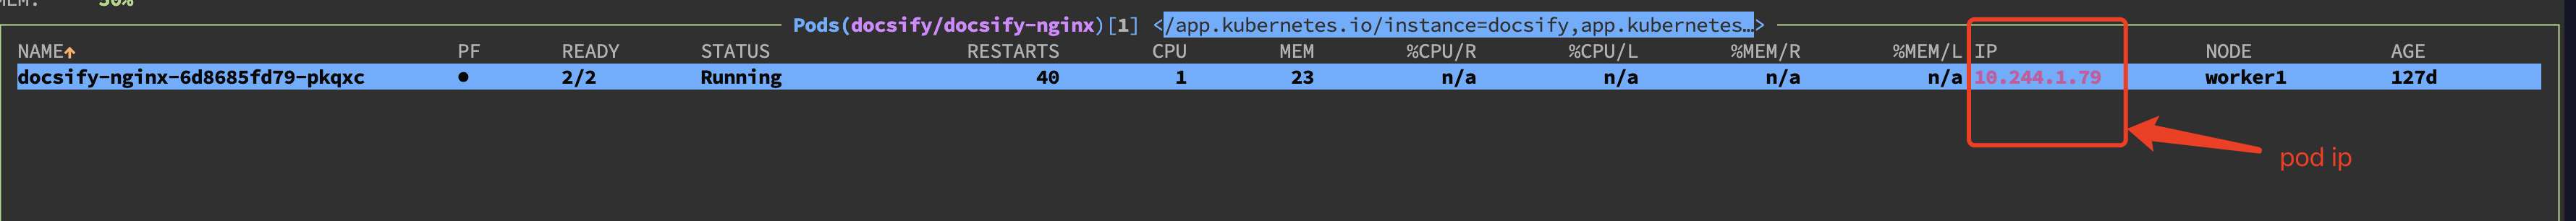 MEM: 50%
Pods(docsify/docsify-nginx)[1] </app.kubernetes.io/instance=docsify,app.kubernetes…>
NAME↑ PF READY STATUS RESTARTS CPU MEM %CPU/R %CPU/L %MEM/R %MEM/L IP NODE AGE
docsify-nginx-6d8685fd79-pkqxc ● 2/2 Running 40 1 23 n/a n/a n/a n/a 10.244.1.79 worker1 127d
pod ip